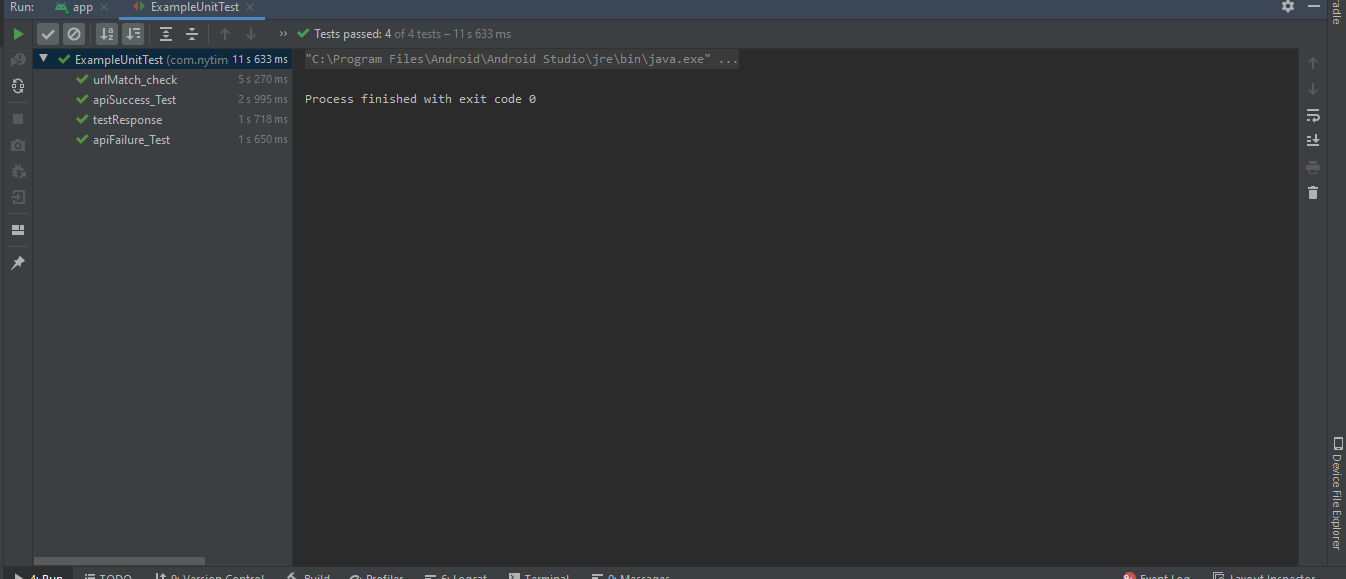 Run: app ExampleUnitTest
Tests passed: 4 of 4 tests – 11 s 633 ms
ExampleUnitTest (com.nytim 11 s 633 ms
urlMatch_check 5 s 270 ms
apiSuccess_Test 2 s 995 ms
testResponse 1 s 718 ms
apiFailure_Test 1 s 650 ms
"C:\Program Files\Android\Android Studio\jre\bin\java.exe" ...
Process finished with exit code 0
adle
Device File Explorer
4: Run TODO 9: Version Control Build Profiler 6: Logcat Terminal 0: Messages Event Log Layout Inspector